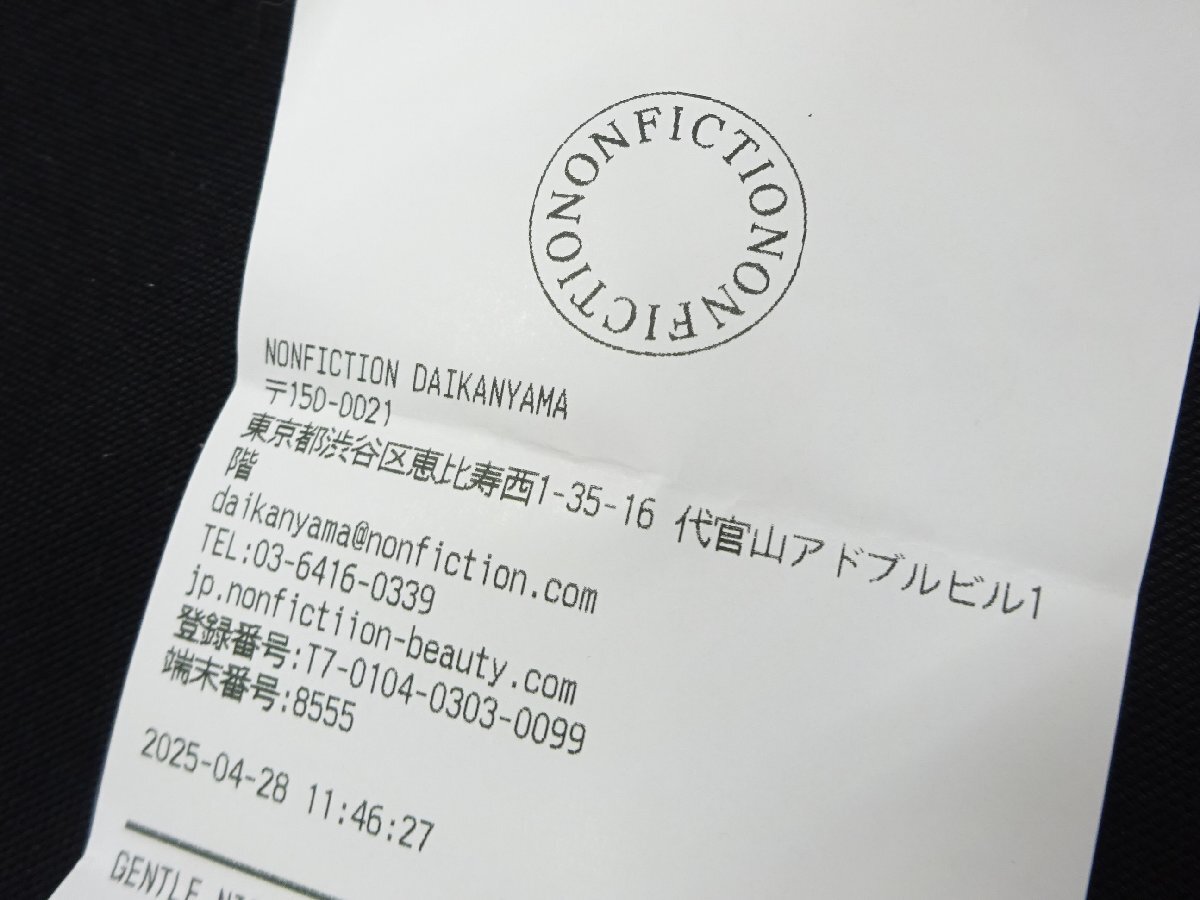 NONFICTIONONFICTION
NONFICTION DAIKANYAMA
〒150-0021
東京都渋谷区恵比寿西1-35-16 代官山アドブルビル1
階
daikanyama@nonfiction.com
TEL:03-6416-0339
jp.nonfictiion-beauty.com
登録番号:T7-0104-0303-0099
端末番号:8555
2025-04-28 11:46:27
GENTLE